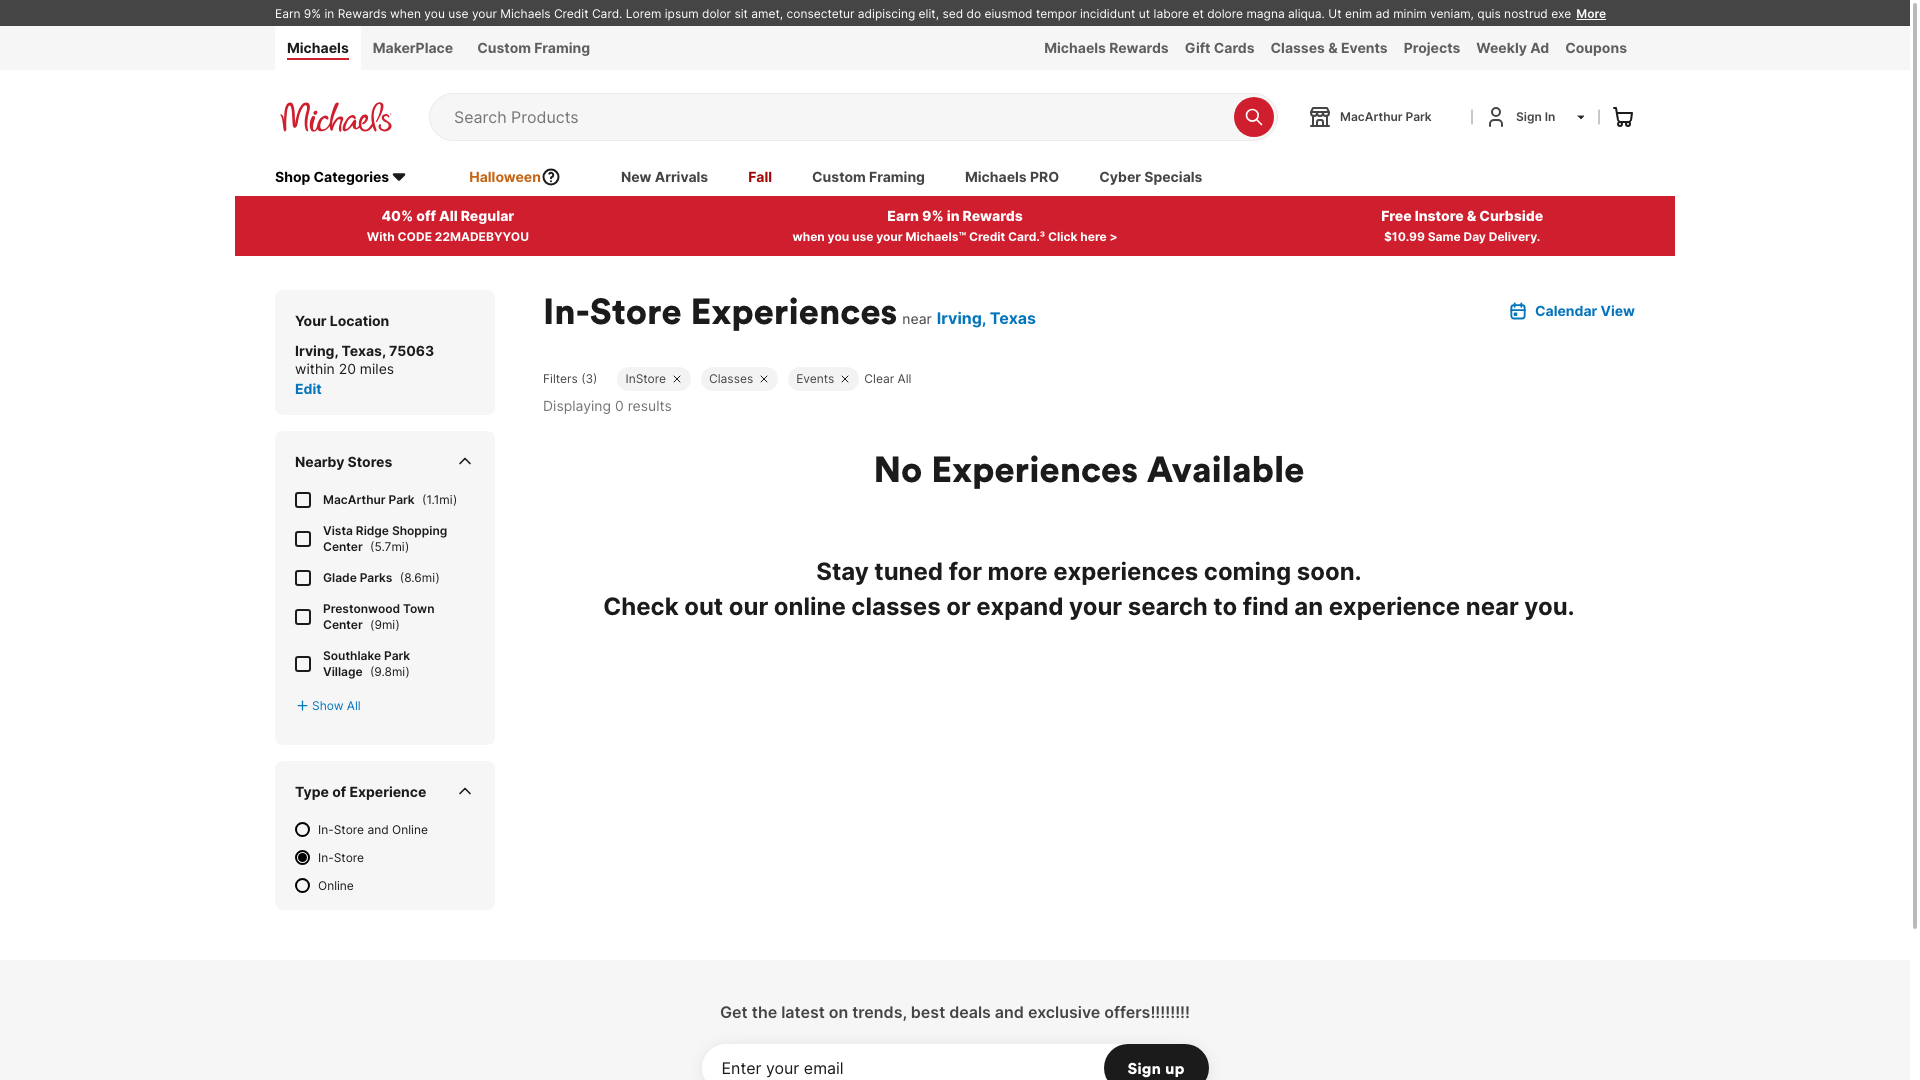 Earn 9% in Rewards when you use your Michaels Credit Card. Lorem ipsum dolor sit amet, consectetur adipiscing elit, sed do eiusmod tempor incididunt ut labore et dolore magna aliqua. Ut enim ad minim veniam, quis nostrud exe More
Michaels MakerPlace Custom Framing Michaels Rewards Gift Cards Classes & Events Projects Weekly Ad Coupons
Michaels Search Products MacArthur Park | Sign In |
Shop Categories Halloween New Arrivals Fall Custom Framing Michaels PRO Cyber Specials
40% off All Regular
With CODE 22MADEBYYOU
Earn 9% in Rewards
when you use your Michaels™ Credit Card.³ Click here >
Free Instore & Curbside
$10.99 Same Day Delivery.
Your Location
Irving, Texas, 75063
within 20 miles
Edit
Nearby Stores
MacArthur Park (1.1mi)
Vista Ridge Shopping
Center (5.7mi)
Glade Parks (8.6mi)
Prestonwood Town
Center (9mi)
Southlake Park
Village (9.8mi)
+ Show All
Type of Experience
In-Store and Online
In-Store
Online
In-Store Experiences near Irving, Texas
Calendar View
Filters (3) InStore Classes Events Clear All
Displaying 0 results
No Experiences Available
Stay tuned for more experiences coming soon.
Check out our online classes or expand your search to find an experience near you.
Get the latest on trends, best deals and exclusive offers!!!!!!!!
Enter your email Sign up